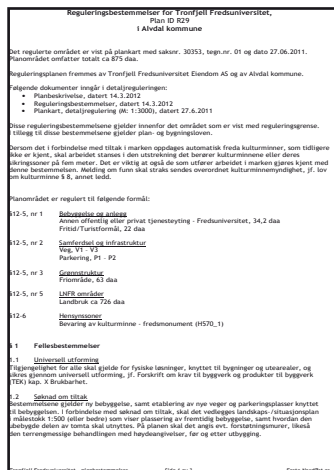 Reguleringsbestemmelser for Tronfjell Fredsuniversitet,
Plan ID R29
i Alvdal kommune
Det regulerte området er vist på plankart med saksnr. 30353, tegn.nr. 01 og dato 27.06.2011.
Planområdet omfatter totalt ca 875 daa.
Reguleringsplanen fremmes av Tronfjell Fredsuniversitet Eiendom AS og av Alvdal kommune.
Følgende dokumenter inngår i detaljreguleringen:
• Planbeskrivelse, datert 14.3.2012
• Reguleringsbestemmelser, datert 14.3.2012
• Plankart, detaljregulering (M 1:3000), datert 27.6.2011
Disse reguleringsbestemmelsene gjelder innenfor det området som er vist med reguleringsgrense.
I tillegg til disse bestemmelsene gjelder plan- og bygningsloven.
Dersom det i forbindelse med tiltak i marken oppdages automatisk freda kulturminner, som tidligere
ikke er kjent, skal arbeidet stanses i den utstrekning det berører kulturminnene eller deres
sikringssoner på fem meter. Det er viktig at også de som utfører arbeidet i marken gjøres kjent med
denne bestemmelsen. Melding om funn skal straks sendes overordnet kulturminnemyndighet, jf. lov
om kulturminne § 8, annet ledd.
Planområdet er regulert til følgende formål:
§12-5, nr 1 Bebyggelse og anlegg
Annen offentlig eller privat tjenesteyting - Fredsuniversitet, 34,2 daa
Fritid/Turistformål, 22 daa
§12-5, nr 2 Samferdsel og infrastruktur
Veg, V1 - V3
Parkering, P1 - P2
§12-5, nr 3 Grønnstruktur
Friområde, 63 daa
§12-5, nr 5 LNFR områder
Landbruk ca 726 daa
§12-6 Hensynssoner
Bevaring av kulturminne - fredsmonument (H570_1)
§ 1 Fellesbestemmelser
1.1 Universell utforming
Tilgjengelighet for alle skal gjelde for fysiske løsninger, knyttet til bygninger og utearealer, og
sikres gjennom universell utforming, jf. Forskrift om krav til byggverk og produkter til byggverk
(TEK) kap. X Brukbarhet.
1.2 Søknad om tiltak
Bestemmelsene gjelder ny bebyggelse, samt etablering av nye veger og parkeringsplasser knyttet
til bebyggelsen. I forbindelse med søknad om tiltak, skal det vedlegges landskaps-/situasjonsplan
i målestokk 1:500 (eller bedre) som viser plassering av fremtidig bebyggelse, samt hvordan den
ubebygde delen av tomta skal utnyttes. På planen skal det angis evt. forstøtningsmurer, likeså
den terrengmessige behandlingen med høydeangivelser, før og etter utbygging.